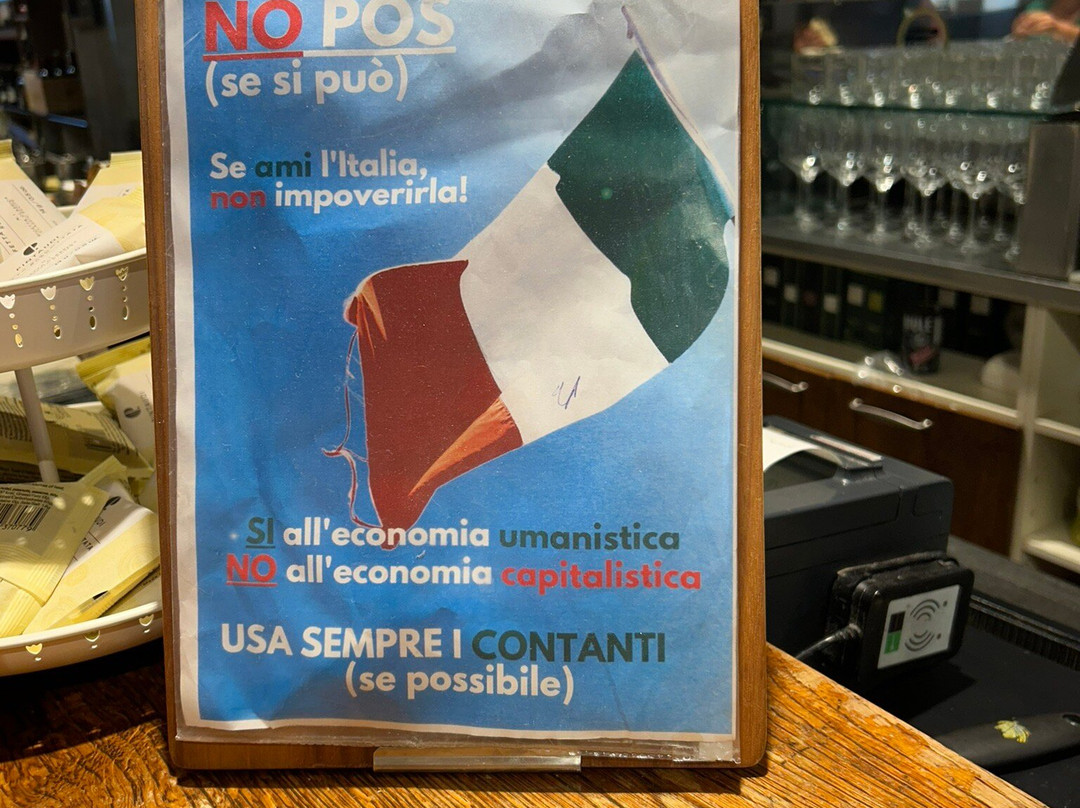 NO POS
(se si può)
Se ami l'Italia,
non impoverirla!
SI all'economia umanistica
NO all'economia capitalistica
USA SEMPRE I CONTANTI
(se possibile)